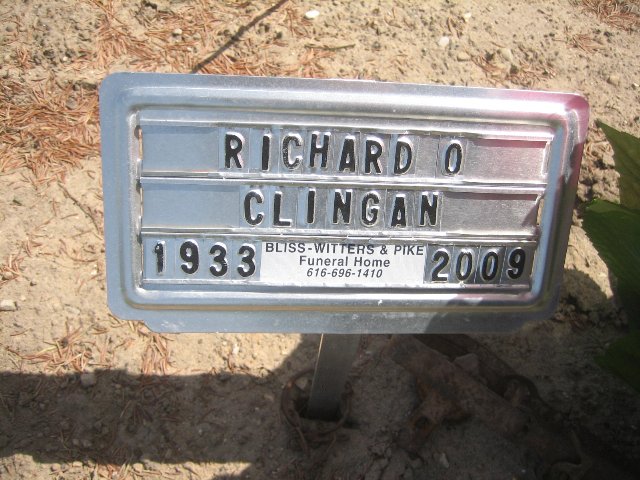 RICHARD O
CLINGAN
1933 BLISS-WITTERS & PIKE 2009
Funeral Home
616-696-1410